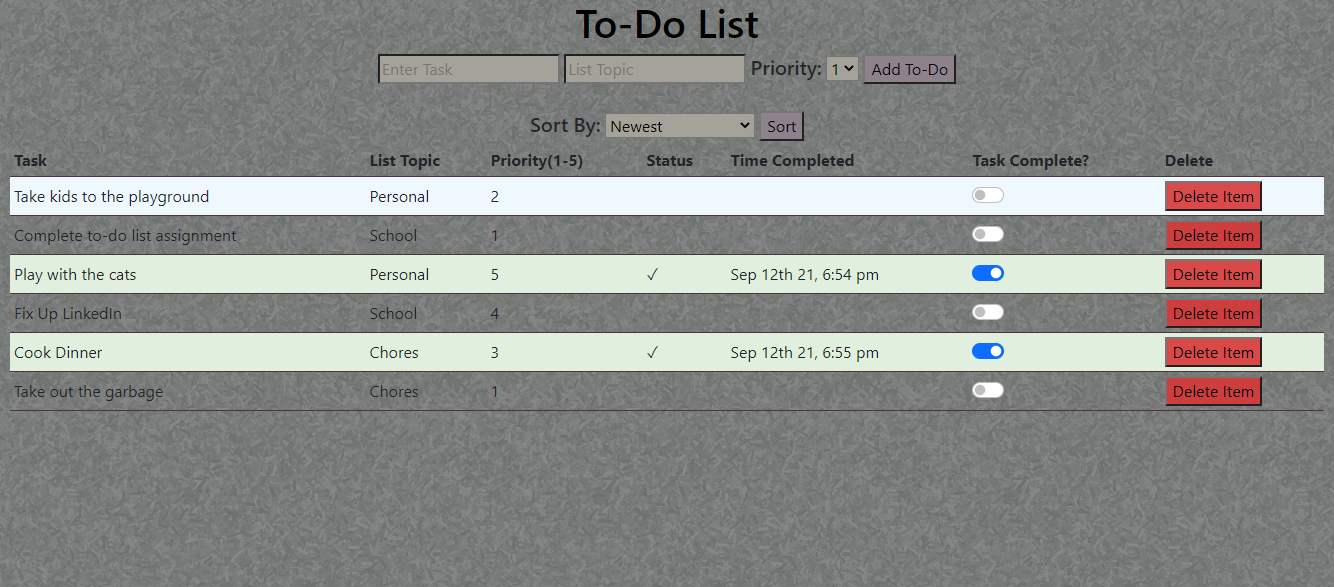 To-Do List
Enter Task List Topic Priority: 1 Add To-Do
Sort By: Newest Sort
Task List Topic Priority(1-5) Status Time Completed Task Complete? Delete
Take kids to the playground Personal 2 Delete Item
Complete to-do list assignment School 1 Delete Item
Play with the cats Personal 5 ✓ Sep 12th 21, 6:54 pm Delete Item
Fix Up LinkedIn School 4 Delete Item
Cook Dinner Chores 3 ✓ Sep 12th 21, 6:55 pm Delete Item
Take out the garbage Chores 1 Delete Item